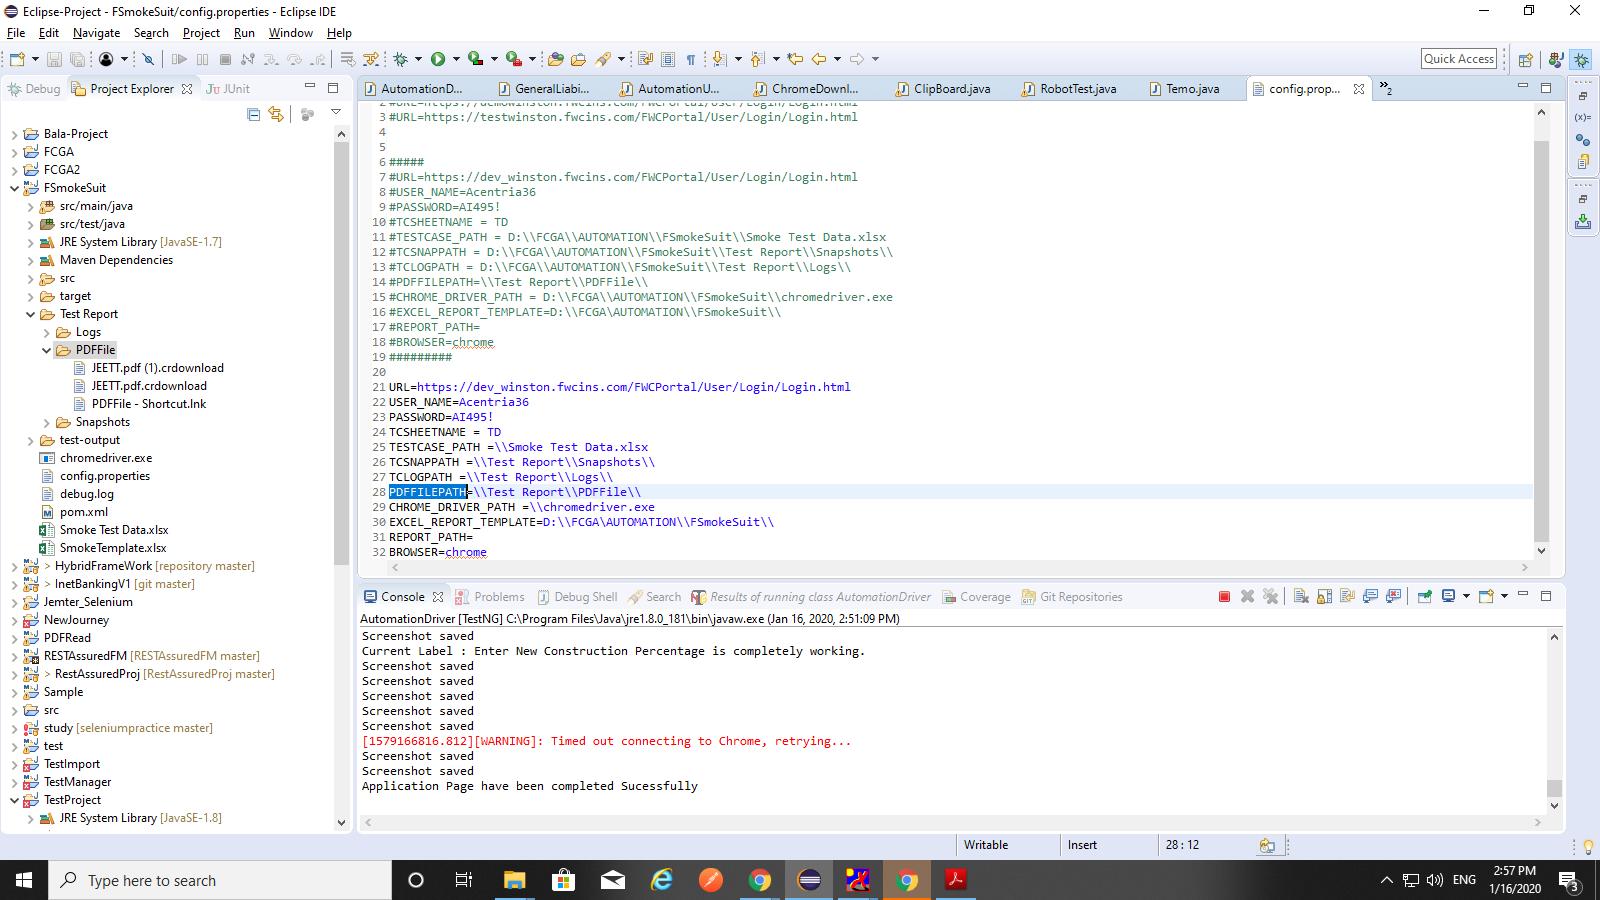 Eclipse-Project - FSmokeSuit/config.properties - Eclipse IDE
File Edit Navigate Search Project Run Window Help
Quick Access
Debug Project Explorer JUnit
Bala-Project
FCGA
FCGA2
FSmokeSuit
src/main/java
src/test/java
JRE System Library [JavaSE-1.7]
Maven Dependencies
src
target
Test Report
Logs
PDFFile
JEETT.pdf (1).crdownload
JEETT.pdf.crdownload
PDFFile - Shortcut.lnk
Snapshots
test-output
chromedriver.exe
config.properties
debug.log
pom.xml
Smoke Test Data.xlsx
SmokeTemplate.xlsx
> HybridFrameWork [repository master]
> InetBankingV1 [git master]
Jemter_Selenium
NewJourney
PDFRead
RESTAssuredFM [RESTAssuredFM master]
> RestAssuredProj [RestAssuredProj master]
Sample
src
study [seleniumpractice master]
test
TestImport
TestManager
TestProject
JRE System Library [JavaSE-1.8]
AutomationD... GeneralLiabi... AutomationU... ChromeDownl... ClipBoard.java RobotTest.java Temo.java config.prop... »2
2 #URL=https://demowinston.fwcins.com/FWCPortal/User/Login/Login.html
3 #URL=https://testwinston.fwcins.com/FWCPortal/User/Login/Login.html
4
5
6 #####
7 #URL=https://dev_winston.fwcins.com/FWCPortal/User/Login/Login.html
8 #USER_NAME=Acentria36
9 #PASSWORD=AI495!
10 #TCSHEETNAME = TD
11 #TESTCASE_PATH = D:\\FCGA\\AUTOMATION\\FSmokeSuit\\Smoke Test Data.xlsx
12 #TCSNAPPATH = D:\\FCGA\\AUTOMATION\\FSmokeSuit\\Test Report\\Snapshots\\
13 #TCLOGPATH = D:\\FCGA\\AUTOMATION\\FSmokeSuit\\Test Report\\Logs\\
14 #PDFFILEPATH=\\Test Report\\PDFFile\\
15 #CHROME_DRIVER_PATH = D:\\FCGA\\AUTOMATION\\FSmokeSuit\\chromedriver.exe
16 #EXCEL_REPORT_TEMPLATE=D:\\FCGA\AUTOMATION\\FSmokeSuit\\
17 #REPORT_PATH=
18 #BROWSER=chrome
19 #########
20
21 URL=https://dev_winston.fwcins.com/FWCPortal/User/Login/Login.html
22 USER_NAME=Acentria36
23 PASSWORD=AI495!
24 TCSHEETNAME = TD
25 TESTCASE_PATH =\\Smoke Test Data.xlsx
26 TCSNAPPATH =\\Test Report\\Snapshots\\
27 TCLOGPATH =\\Test Report\\Logs\\
28 PDFFILEPATH=\\Test Report\\PDFFile\\
29 CHROME_DRIVER_PATH =\\chromedriver.exe
30 EXCEL_REPORT_TEMPLATE=D:\\FCGA\AUTOMATION\\FSmokeSuit\\
31 REPORT_PATH=
32 BROWSER=chrome
Console Problems Debug Shell Search Results of running class AutomationDriver Coverage Git Repositories
AutomationDriver [TestNG] C:\Program Files\Java\jre1.8.0_181\bin\javaw.exe (Jan 16, 2020, 2:51:09 PM)
Screenshot saved
Current Label : Enter New Construction Percentage is completely working.
Screenshot saved
Screenshot saved
Screenshot saved
Screenshot saved
Screenshot saved
[1579166816.812][WARNING]: Timed out connecting to Chrome, retrying...
Screenshot saved
Screenshot saved
Application Page have been completed Sucessfully
Writable Insert 28 : 12
Type here to search
ENG
2:57 PM
1/16/2020
3